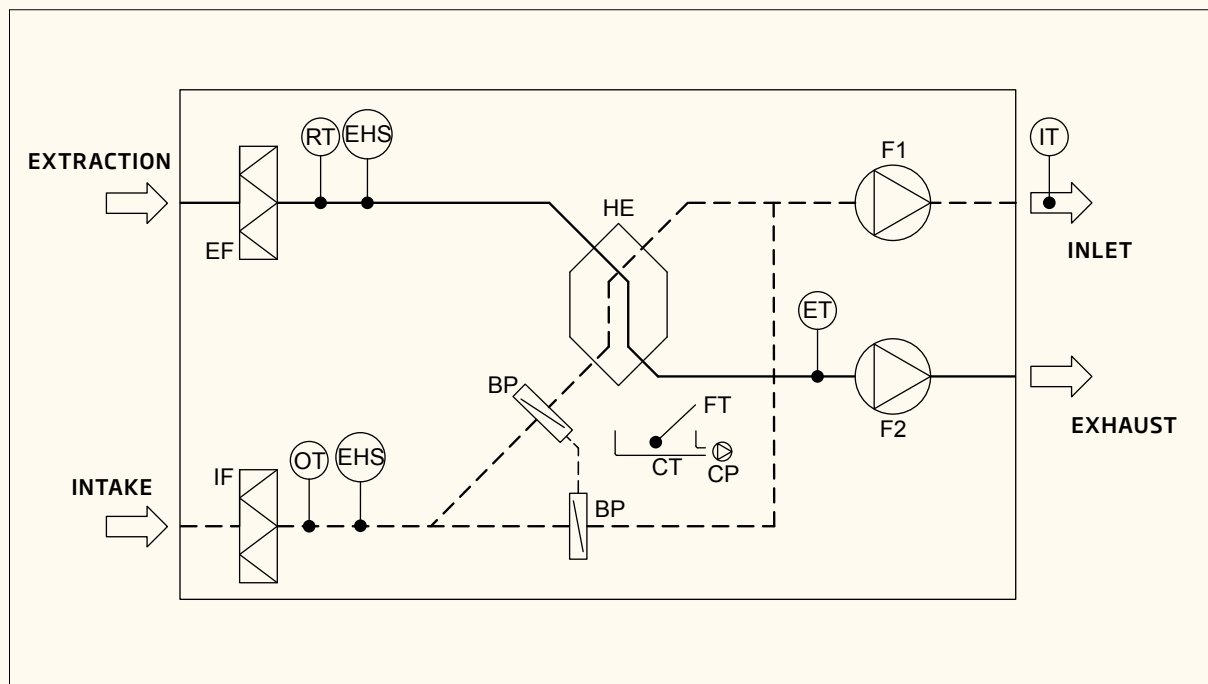 RT
EHS
IT
F1
EXTRACTION
HE
EF
INLET
ET
BP
FT
F2
EXHAUST
OT
EHS
CT
CP
IF
INTAKE
BP